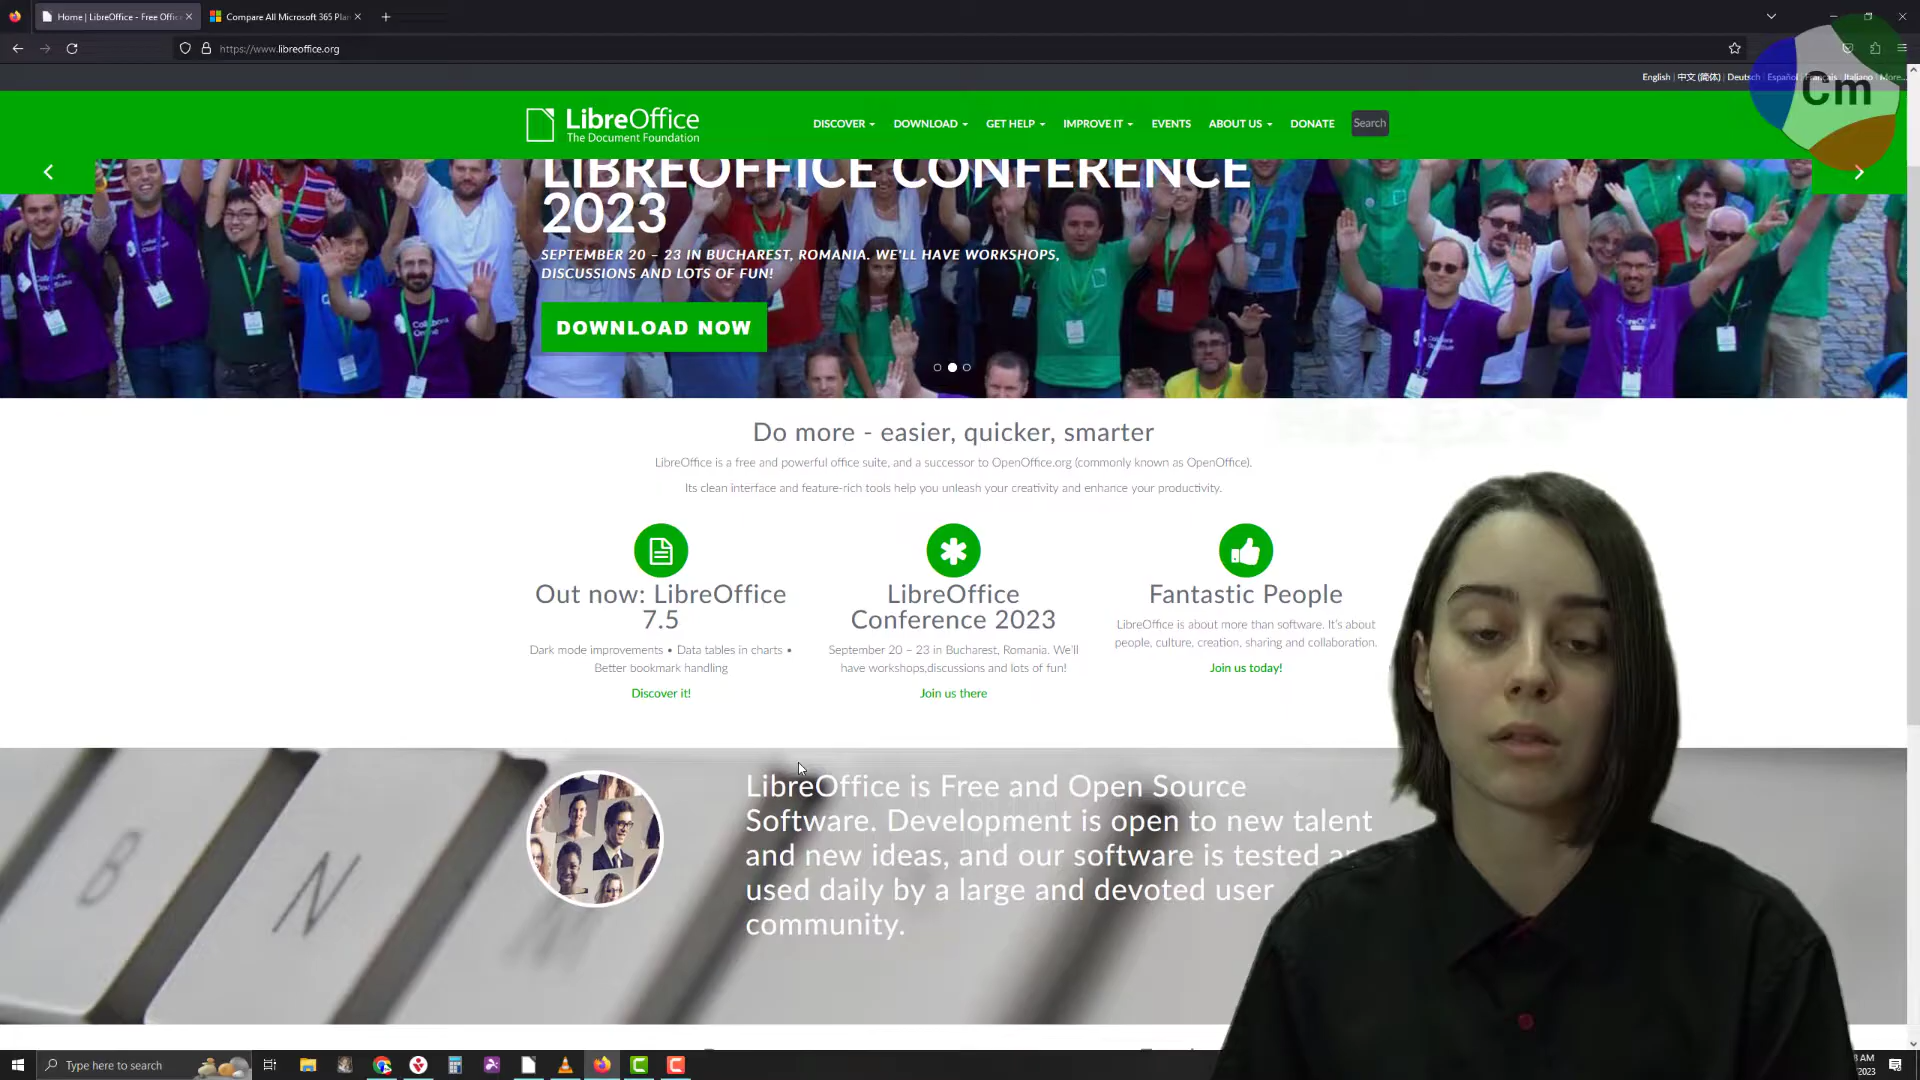 Home | LibreOffice - Free Offic
Compare All Microsoft 365 Plan
https://www.libreoffice.org
English | 中文 (简体) | Deutsch | Español | Français | Italiano | More...
Cm
LibreOffice
The Document Foundation
DISCOVER
DOWNLOAD
GET HELP
IMPROVE IT
EVENTS
ABOUT US
DONATE
Search
LIBREOFFICE CONFERENCE
2023
SEPTEMBER 20 – 23 IN BUCHAREST, ROMANIA. WE'LL HAVE WORKSHOPS,
DISCUSSIONS AND LOTS OF FUN!
DOWNLOAD NOW
Do more - easier, quicker, smarter
LibreOffice is a free and powerful office suite, and a successor to OpenOffice.org (commonly known as OpenOffice).
Its clean interface and feature-rich tools help you unleash your creativity and enhance your productivity.
Out now: LibreOffice
7.5
Dark mode improvements • Data tables in charts •
Better bookmark handling
Discover it!
LibreOffice
Conference 2023
September 20 – 23 in Bucharest, Romania. We'll
have workshops,discussions and lots of fun!
Join us there
Fantastic People
LibreOffice is about more than software. It's about
people, culture, creation, sharing and collaboration.
Join us today!
B
N
LibreOffice is Free and Open Source
Software. Development is open to new talent
and new ideas, and our software is tested
used daily by a large and devoted user
community.
Type here to search
8 AM
2023